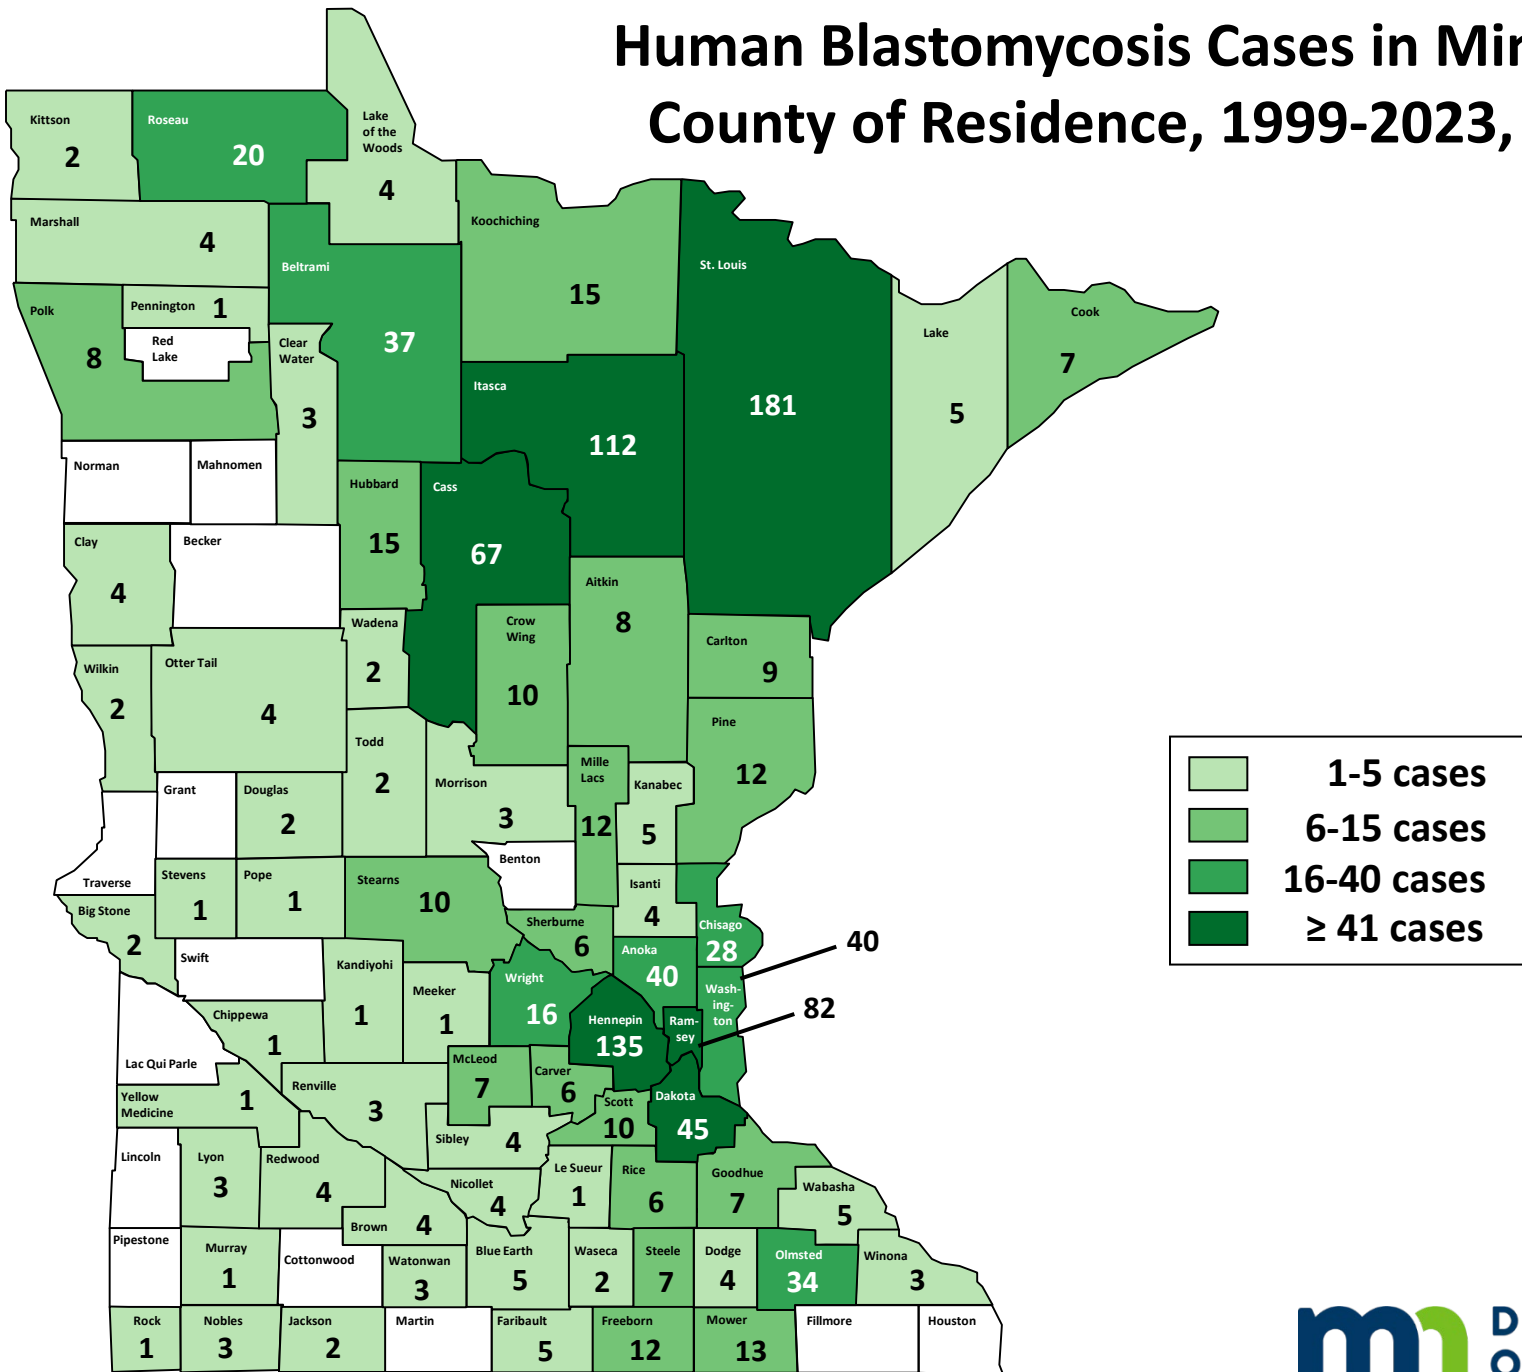 Human Blastomycosis Cases in Min
County of Residence, 1999-2023,
Kittson
2
Roseau
20
Lake
of the
Woods
4
Marshall
4
Koochiching
15
Beltrami
37
St. Louis
181
Polk
8
Pennington 1
Red
Lake
Clear
Water
3
Lake
5
Cook
7
Itasca
112
Norman
Mahnomen
Hubbard
15
Cass
67
Clay
4
Becker
Aitkin
8
Wadena
2
Crow
Wing
10
Carlton
9
Wilkin
2
Otter Tail
4
Pine
12
Todd
2
Morrison
3
Mille
Lacs
12
Kanabec
5
Grant
Douglas
2
1-5 cases
6-15 cases
16-40 cases
≥ 41 cases
Benton
Traverse
Stevens
1
Pope
1
Stearns
10
Isanti
4
Big Stone
2
Sherburne
6
Chisago
28
Swift
Kandiyohi
1
Anoka
40
40
Meeker
1
Wright
16
Wash-
ing-
ton
82
Chippewa
1
Hennepin
135
Ram-
sey
Lac Qui Parle
McLeod
7
Carver
6
Renville
3
Yellow
Medicine
1
Scott
10
Dakota
45
Sibley
4
Lincoln
Lyon
3
Redwood
4
Nicollet
4
Le Sueur
1
Rice
6
Goodhue
7
Wabasha
5
Brown 4
Pipestone
Murray
1
Cottonwood
Watonwan
3
Blue Earth
5
Waseca
2
Steele
7
Dodge
4
Olmsted
34
Winona
3
Rock
1
Nobles
3
Jackson
2
Martin
Faribault
5
Freeborn
12
Mower
13
Fillmore
Houston
mn
D
O